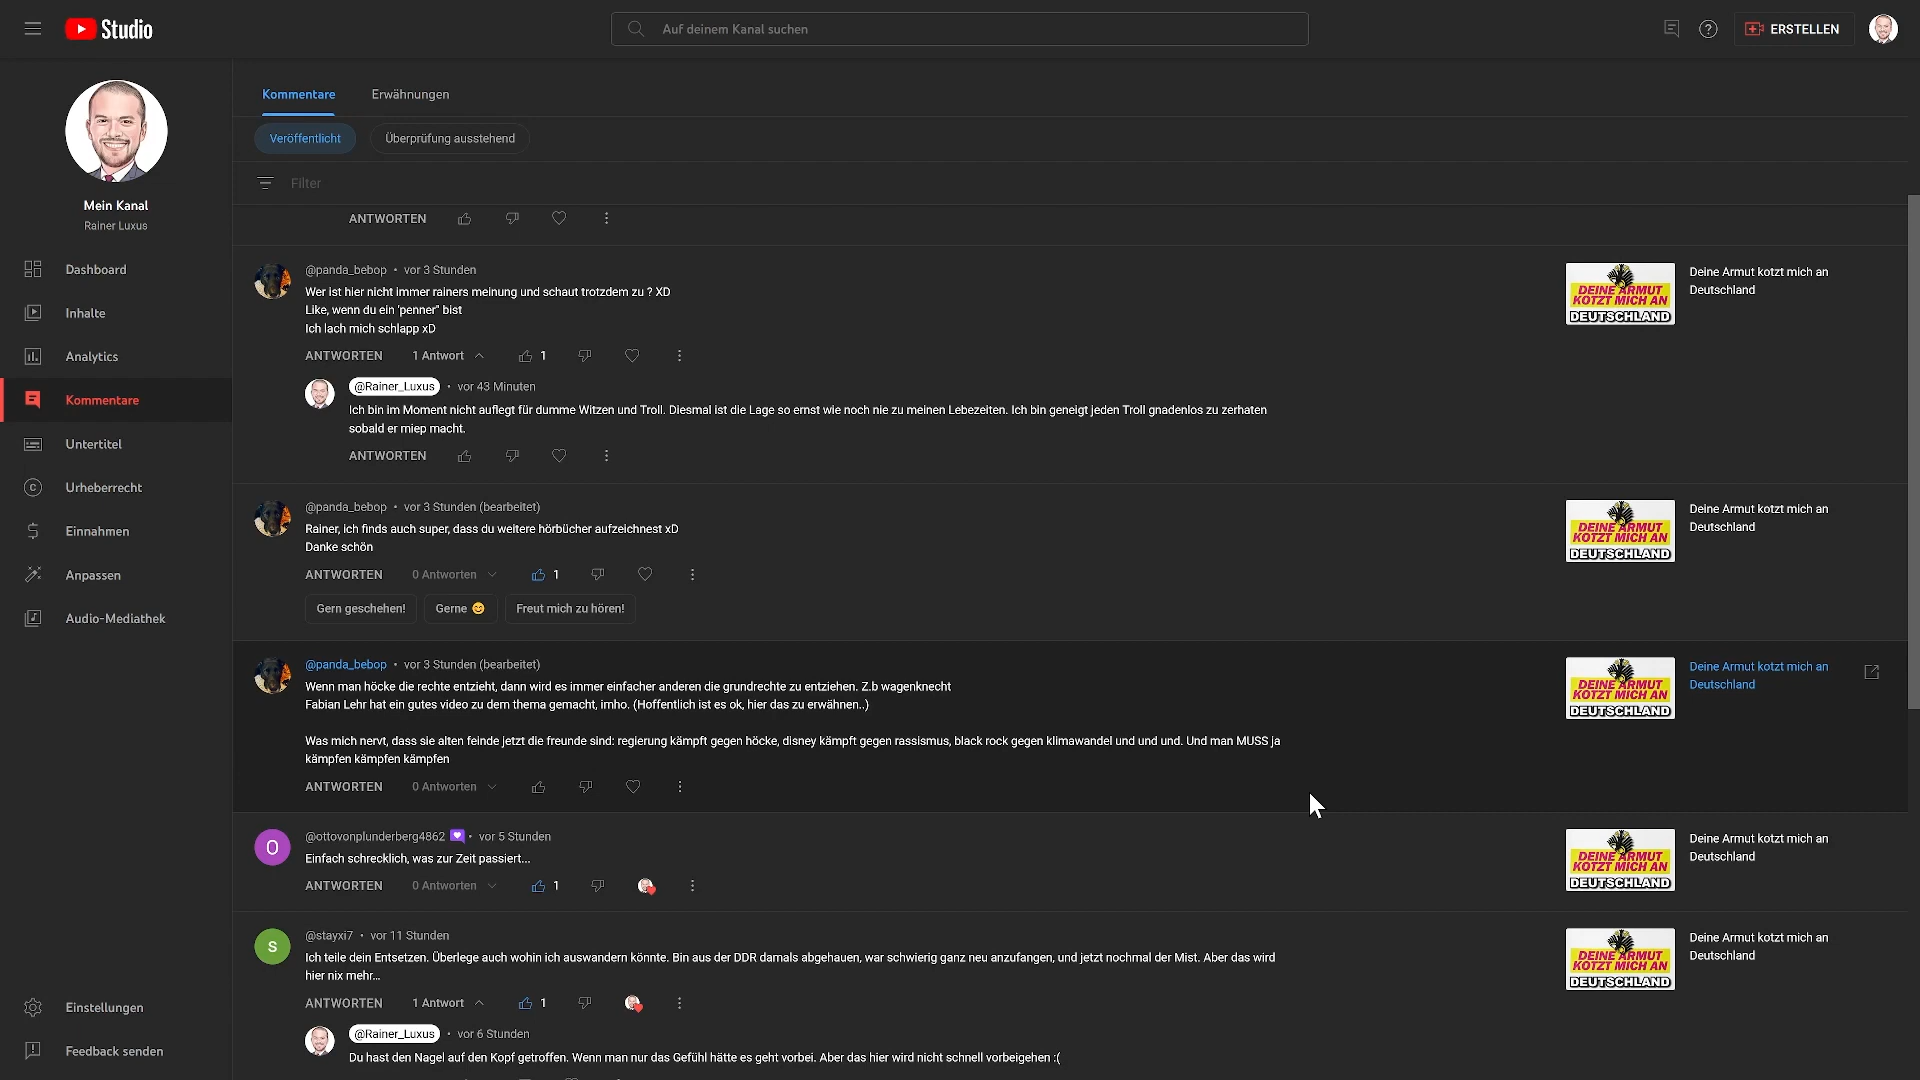 Studio
Auf deinem Kanal suchen
ERSTELLEN
Mein Kanal
Rainer Luxus
Dashboard
Inhalte
Analytics
Kommentare
Untertitel
Urheberrecht
Einnahmen
Anpassen
Audio-Mediathek
Einstellungen
Feedback senden
Kommentare
Erwähnungen
Veröffentlicht
Überprüfung ausstehend
Filter
ANTWORTEN
@panda_bebop • vor 3 Stunden
Wer ist hier nicht immer rainers meinung und schaut trotzdem zu ? XD
Like, wenn du ein 'penner" bist
Ich lach mich schlapp xD
ANTWORTEN 1 Antwort 1
DEINE ARMUT
KOTZT MICH AN
DEUTSCHLAND
Deine Armut kotzt mich an
Deutschland
@Rainer_Luxus • vor 43 Minuten
Ich bin im Moment nicht auflegt für dumme Witzen und Troll. Diesmal ist die Lage so ernst wie noch nie zu meinen Lebezeiten. Ich bin geneigt jeden Troll gnadenlos zu zerhaten
sobald er miep macht.
ANTWORTEN
@panda_bebop • vor 3 Stunden (bearbeitet)
Rainer, ich finds auch super, dass du weitere hörbücher aufzeichnest xD
Danke schön
ANTWORTEN 0 Antworten 1
Gern geschehen! Gerne 😊 Freut mich zu hören!
DEINE ARMUT
KOTZT MICH AN
DEUTSCHLAND
Deine Armut kotzt mich an
Deutschland
@panda_bebop • vor 3 Stunden (bearbeitet)
Wenn man höcke die rechte entzieht, dann wird es immer einfacher anderen die grundrechte zu entziehen. Z.b wagenknecht
Fabian Lehr hat ein gutes video zu dem thema gemacht, imho. (Hoffentlich ist es ok, hier das zu erwähnen..)
Was mich nervt, dass sie alten feinde jetzt die freunde sind: regierung kämpft gegen höcke, disney kämpft gegen rassismus, black rock gegen klimawandel und und und. Und man MUSS ja
kämpfen kämpfen kämpfen
ANTWORTEN 0 Antworten
DEINE ARMUT
KOTZT MICH AN
DEUTSCHLAND
Deine Armut kotzt mich an
Deutschland
O
@ottovonplunderberg4862 • vor 5 Stunden
Einfach schrecklich, was zur Zeit passiert...
ANTWORTEN 0 Antworten 1
DEINE ARMUT
KOTZT MICH AN
DEUTSCHLAND
Deine Armut kotzt mich an
Deutschland
S
@stayxi7 • vor 11 Stunden
Ich teile dein Entsetzen. Überlege auch wohin ich auswandern könnte. Bin aus der DDR damals abgehauen, war schwierig ganz neu anzufangen, und jetzt nochmal der Mist. Aber das wird
hier nix mehr...
ANTWORTEN 1 Antwort 1
DEINE ARMUT
KOTZT MICH AN
DEUTSCHLAND
Deine Armut kotzt mich an
Deutschland
@Rainer_Luxus • vor 6 Stunden
Du hast den Nagel auf den Kopf getroffen. Wenn man nur das Gefühl hätte es geht vorbei. Aber das hier wird nicht schnell vorbeigehen :(